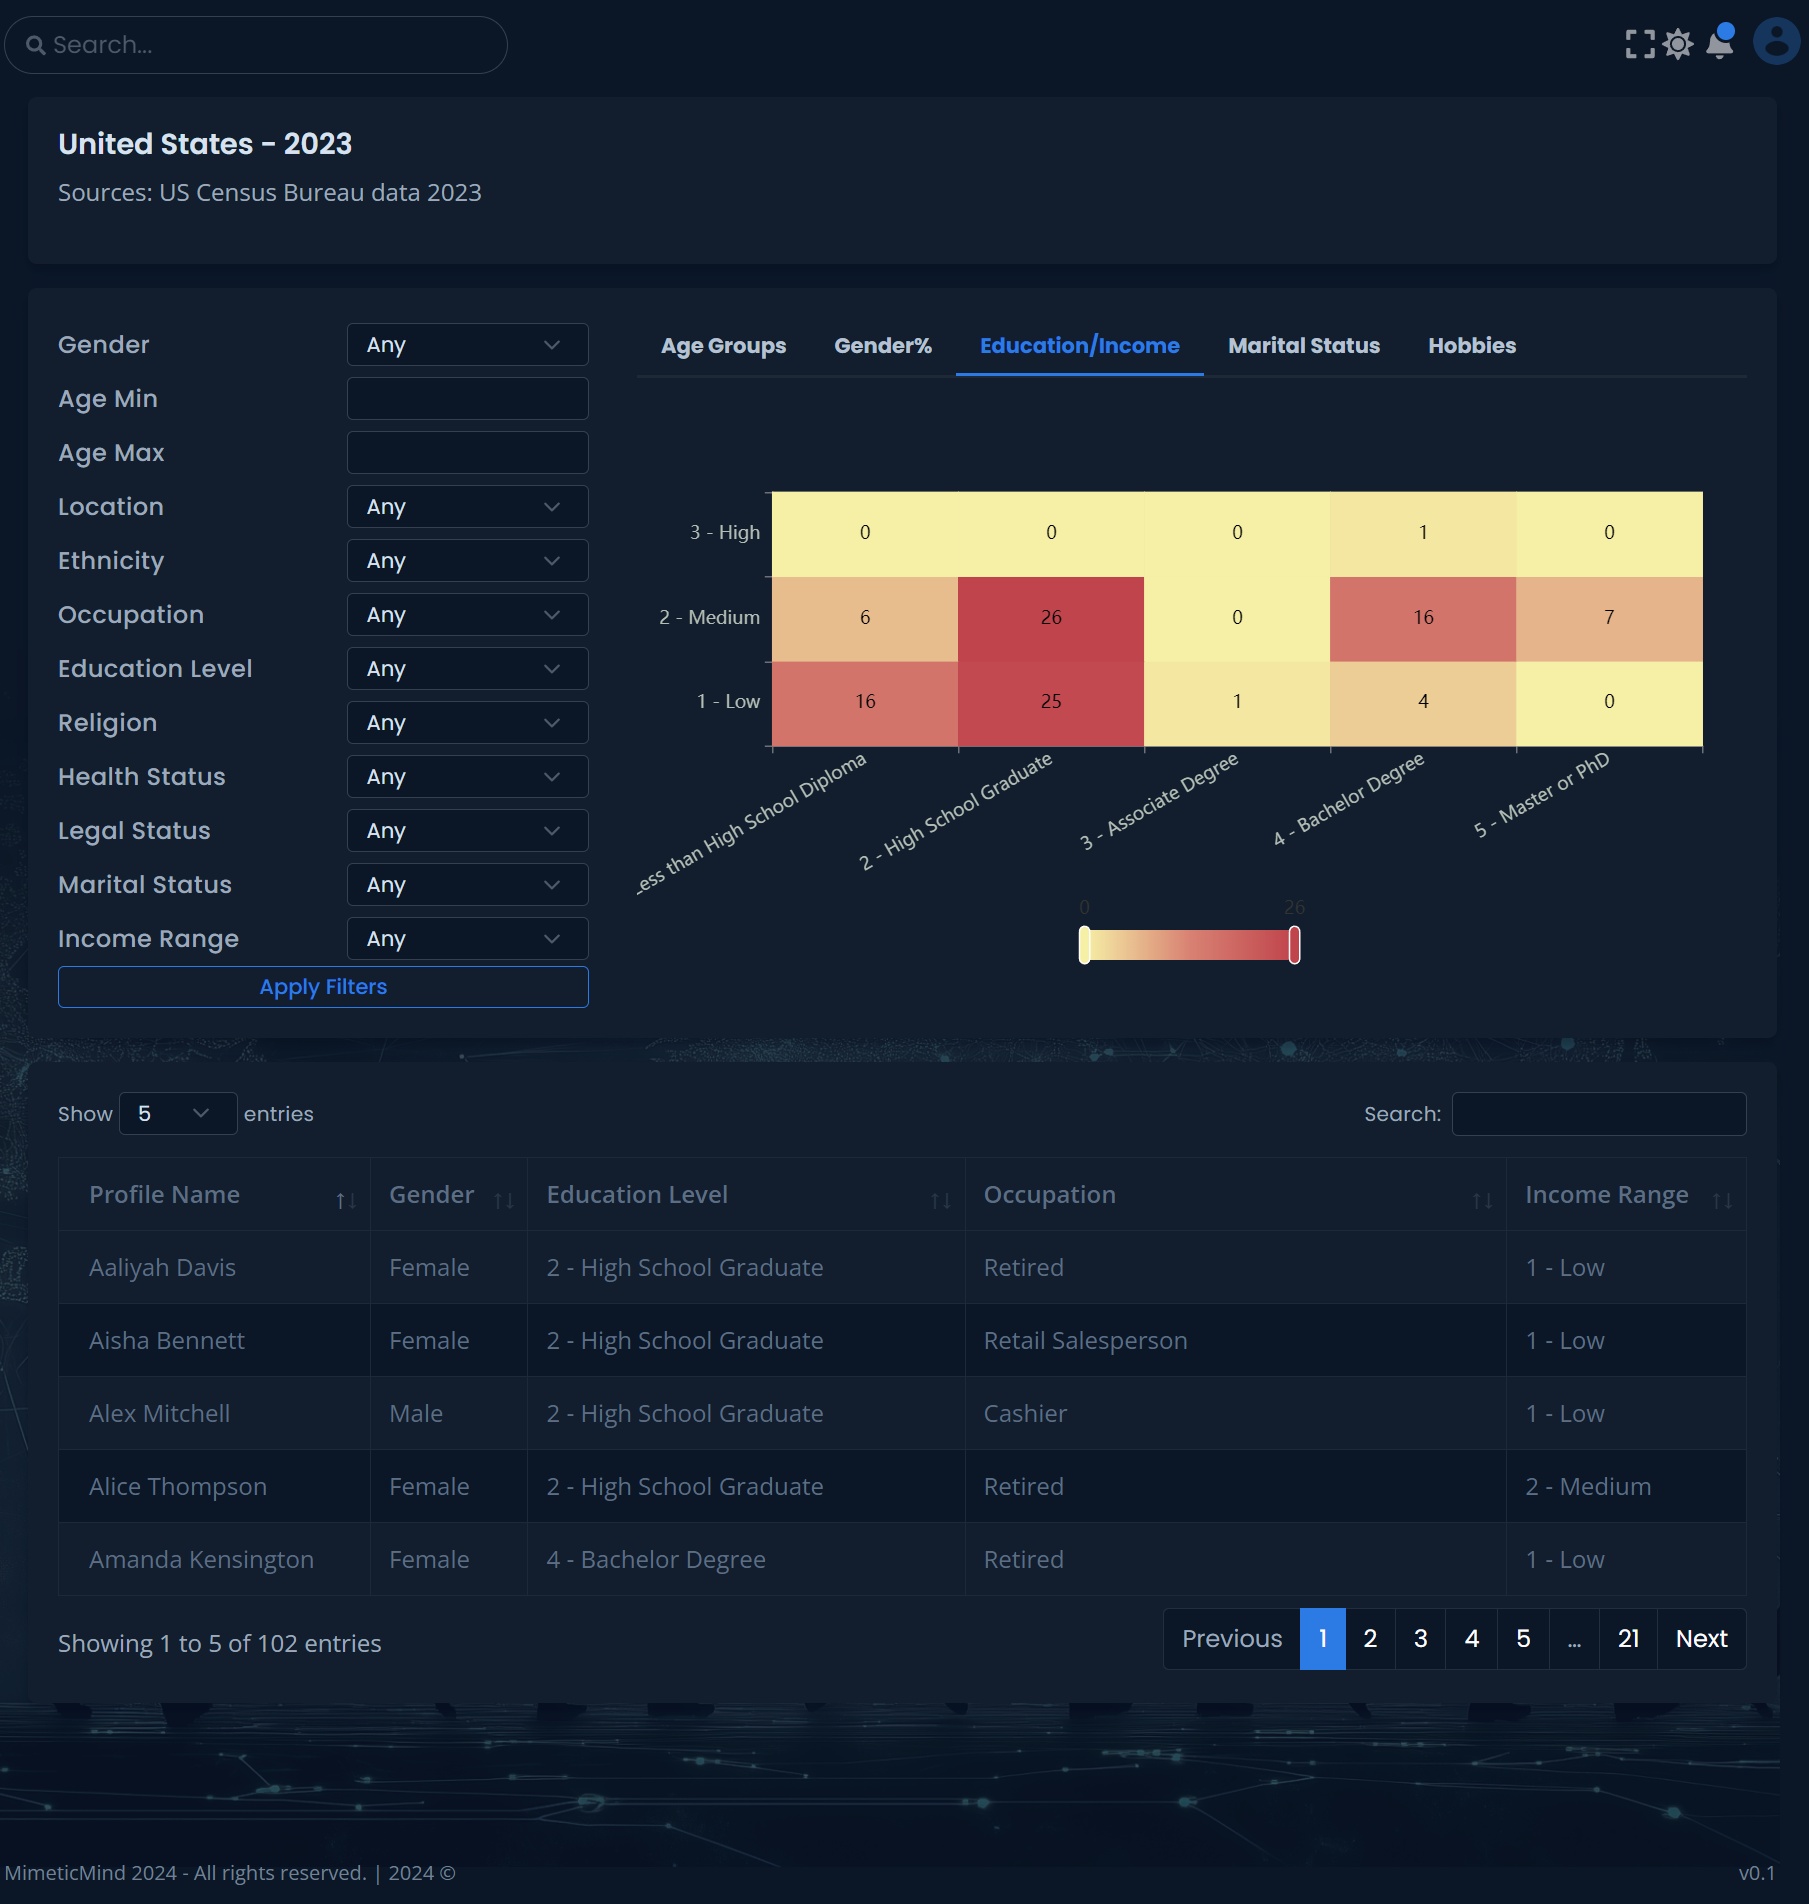 Search...
United States - 2023
Sources: US Census Bureau data 2023
Gender Any
Age Min
Age Max
Location Any
Ethnicity Any
Occupation Any
Education Level Any
Religion Any
Health Status Any
Legal Status Any
Marital Status Any
Income Range Any
Apply Filters
Age Groups Gender% Education/Income Marital Status Hobbies
3 - High 0 0 0 1 0
2 - Medium 6 26 0 16 7
1 - Low 16 25 1 4 0
ess than High School Diploma
2 - High School Graduate
3 - Associate Degree
4 - Bachelor Degree
5 - Master or PhD
0 26
Show 5 entries Search:
Profile Name Gender Education Level Occupation Income Range
Aaliyah Davis Female 2 - High School Graduate Retired 1 - Low
Aisha Bennett Female 2 - High School Graduate Retail Salesperson 1 - Low
Alex Mitchell Male 2 - High School Graduate Cashier 1 - Low
Alice Thompson Female 2 - High School Graduate Retired 2 - Medium
Amanda Kensington Female 4 - Bachelor Degree Retired 1 - Low
Showing 1 to 5 of 102 entries Previous 1 2 3 4 5 ... 21 Next
MimeticMind 2024 - All rights reserved. | 2024 © v0.1